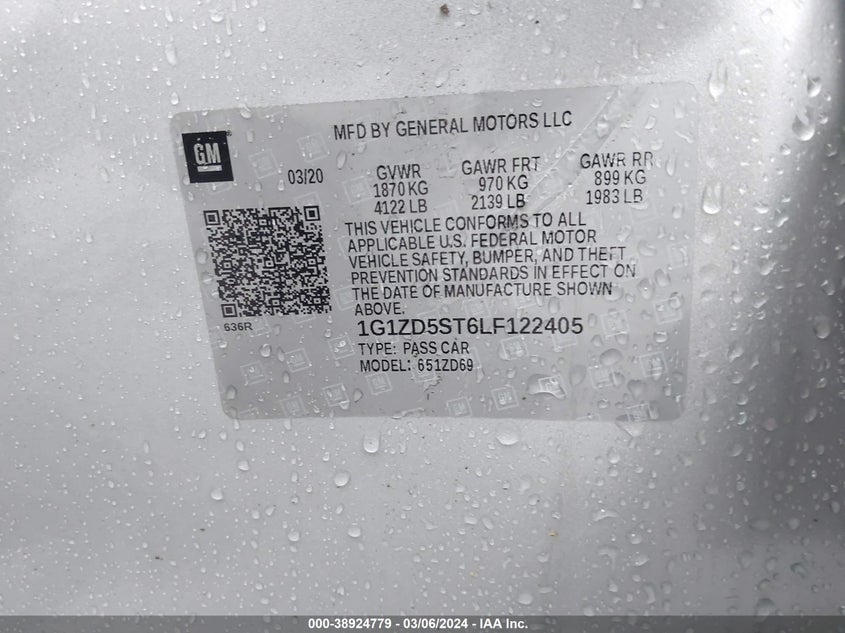 MFD BY GENERAL MOTORS LLC
GM
03/20
GVWR GAWR FRT GAWR RR
1870 KG 970 KG 899 KG
4122 LB 2139 LB 1983 LB
THIS VEHICLE CONFORMS TO ALL
APPLICABLE U.S. FEDERAL MOTOR
VEHICLE SAFETY, BUMPER, AND THEFT
PREVENTION STANDARDS IN EFFECT ON
THE DATE OF MANUFACTURE SHOWN
ABOVE.
636R
1G1ZD5ST6LF122405
TYPE: PASS CAR
MODEL: 651ZD69
000-38924779 - 03/06/2024 - IAA Inc.